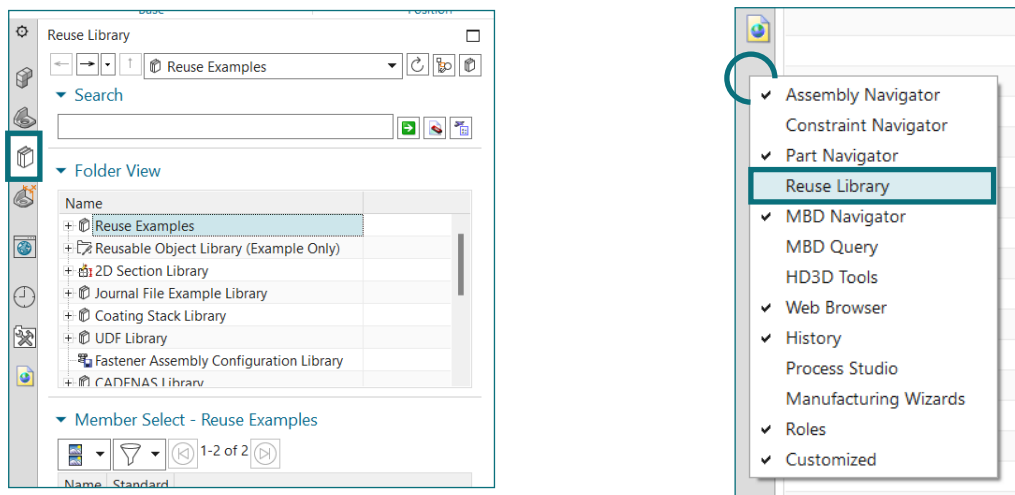 Base
Position
Reuse Library
Reuse Examples
Search
Folder View
Name
Reuse Examples
Reusable Object Library (Example Only)
2D Section Library
Journal File Example Library
Coating Stack Library
UDF Library
Fastener Assembly Configuration Library
CADENAS Library
Member Select - Reuse Examples
1-2 of 2
Name Standard
Assembly Navigator
Constraint Navigator
Part Navigator
Reuse Library
MBD Navigator
MBD Query
HD3D Tools
Web Browser
History
Process Studio
Manufacturing Wizards
Roles
Customized